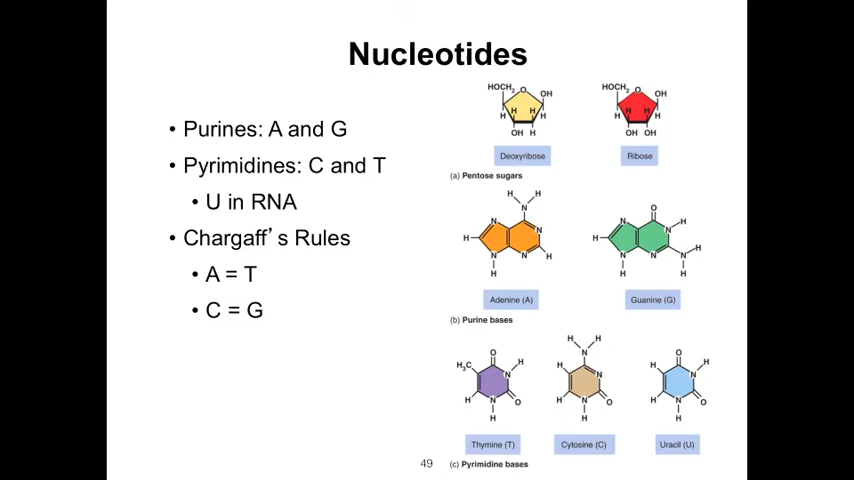 Nucleotides
• Purines: A and G
• Pyrimidines: C and T
• U in RNA
• Chargaff's Rules
• A = T
• C = G
HOCH2 O OH
H H H H
OH H
Deoxyribose
HOCH2 O OH
H H H H
OH OH
Ribose
(a) Pentose sugars
H H
N
N N
H
N N H
H
Adenine (A)
O
N H
N
H
N N N H
H H
Guanine (G)
(b) Purine bases
O
H3C H
N
H N O
H
Thymine (T)
H H
N
H
N
H N O
H
Cytosine (C)
O
H H
N
H N O
H
Uracil (U)
(c) Pyrimidine bases
49